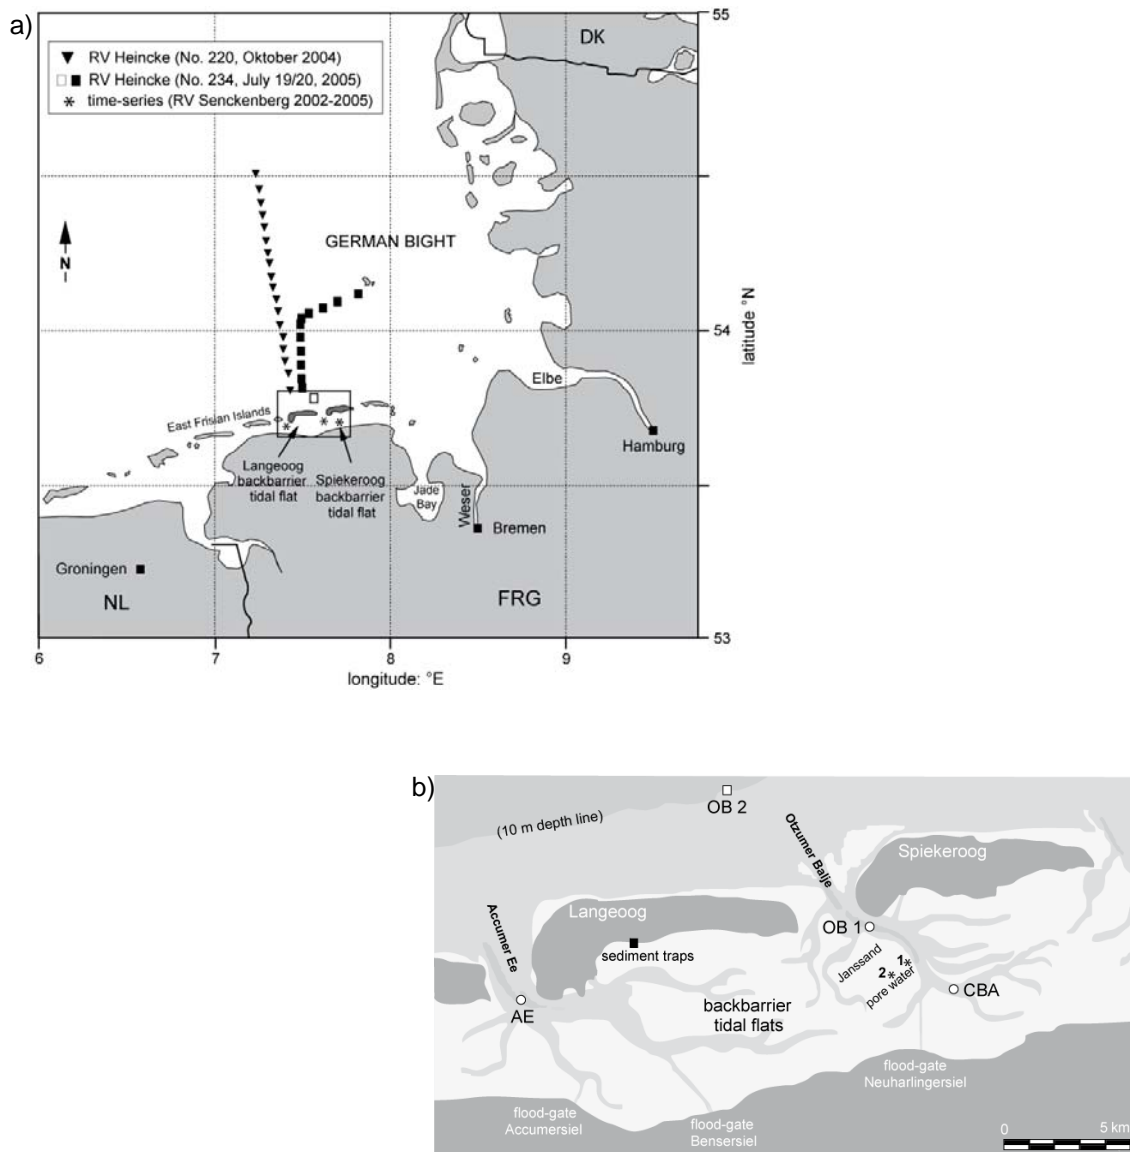 a)
55
DK
RV Heincke (No. 220, Oktober 2004)
RV Heincke (No. 234, July 19/20, 2005)
time-series (RV Senckenberg 2002-2005)
GERMAN BIGHT
N
54
latitude °N
Elbe
East Frisian Islands
Hamburg
Langeoog
backbarrier
tidal flat
Spiekeroog
backbarrier
tidal flat
Jade
Bay
Weser
Bremen
Groningen
NL
FRG
53
6
7
8
9
longitude: °E
b)
OB 2
(10 m depth line)
Otzumer Balje
Spiekeroog
Accumer Ee
Langeoog
OB 1
sediment traps
Janssand
1
2
pore water
CBA
AE
backbarrier
tidal flats
flood-gate
Neuharlingersiel
flood-gate
Accumersiel
flood-gate
Bensersiel
0
5 km